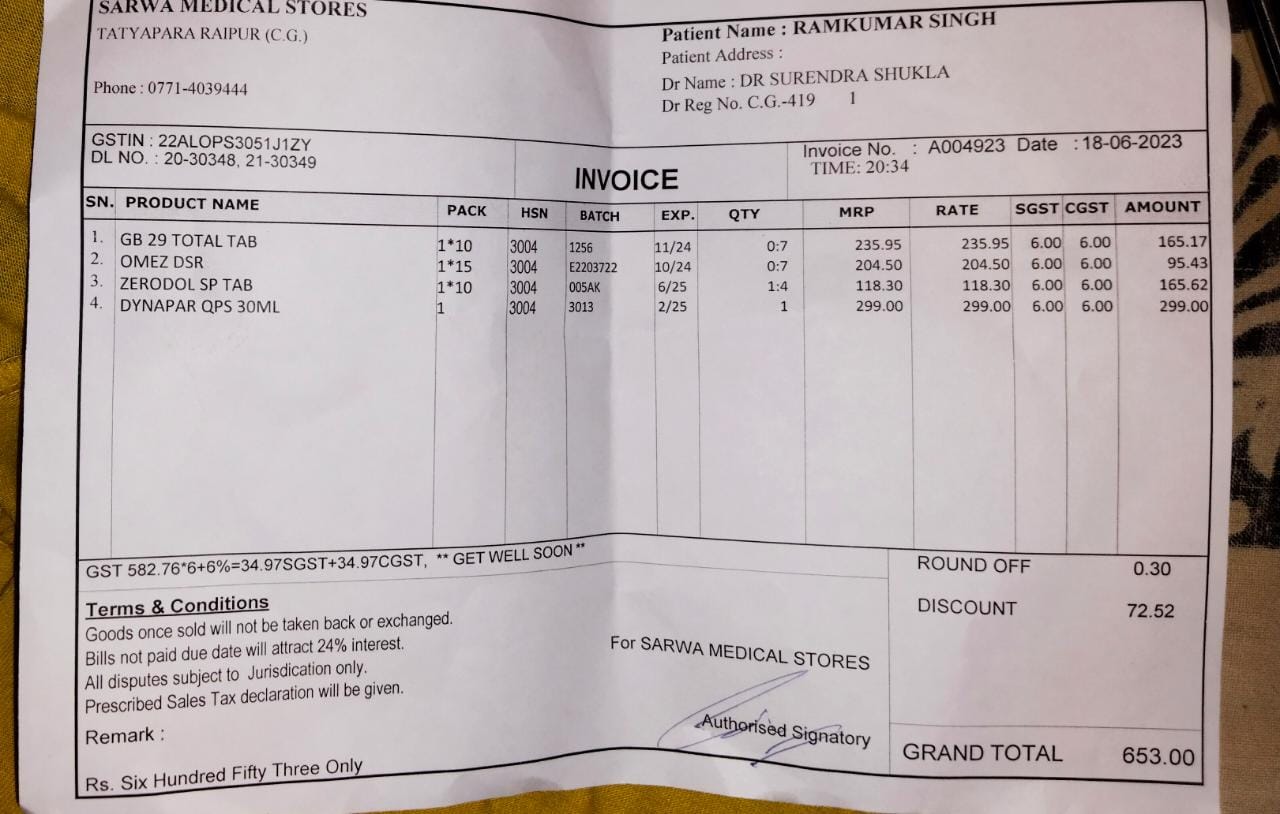 SARWA MEDICAL STORES
TATYAPARA RAIPUR (C.G.)
Phone : 0771-4039444
Patient Name : RAMKUMAR SINGH
Patient Address :
Dr Name : DR SURENDRA SHUKLA
Dr Reg No. C.G.-419 1
GSTIN : 22ALOPS3051J1ZY
DL NO. : 20-30348, 21-30349
INVOICE
Invoice No. : A004923 Date : 18-06-2023
TIME: 20:34
SN. PRODUCT NAME PACK HSN BATCH EXP. QTY MRP RATE SGST CGST AMOUNT
1. GB 29 TOTAL TAB 1*10 3004 1256 11/24 0:7 235.95 235.95 6.00 6.00 165.17
2. OMEZ DSR 1*15 3004 E2203722 10/24 0:7 204.50 204.50 6.00 6.00 95.43
3. ZERODOL SP TAB 1*10 3004 005AK 6/25 1:4 118.30 118.30 6.00 6.00 165.62
4. DYNAPAR QPS 30ML 1 3004 3013 2/25 1 299.00 299.00 6.00 6.00 299.00
GST 582.76*6+6%=34.97SGST+34.97CGST, ** GET WELL SOON **
Terms & Conditions
Goods once sold will not be taken back or exchanged.
Bills not paid due date will attract 24% interest.
All disputes subject to Jurisdication only.
Prescribed Sales Tax declaration will be given.
Remark :
Rs. Six Hundred Fifty Three Only
For SARWA MEDICAL STORES
Authorised Signatory
ROUND OFF 0.30
DISCOUNT 72.52
GRAND TOTAL 653.00